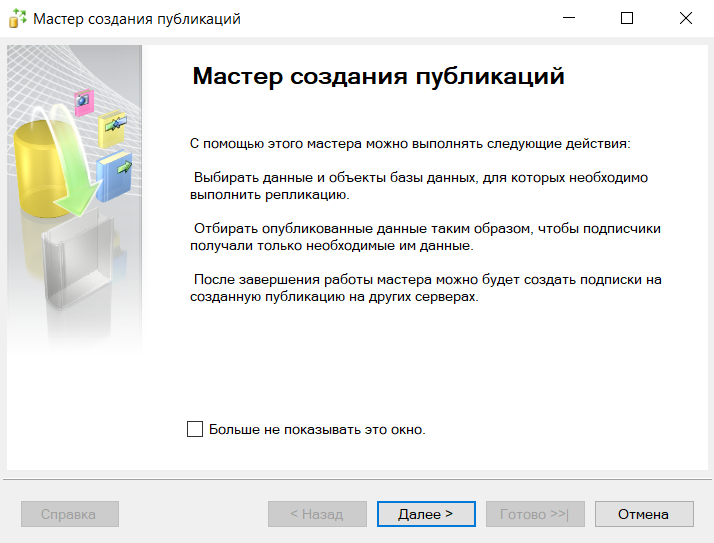 Мастер создания публикаций
Мастер создания публикаций
С помощью этого мастера можно выполнять следующие действия:
Выбирать данные и объекты базы данных, для которых необходимо
выполнить репликацию.
Отбирать опубликованные данные таким образом, чтобы подписчики
получали только необходимые им данные.
После завершения работы мастера можно будет создать подписки на
созданную публикацию на других серверах.
Больше не показывать это окно.
Справка
< Назад
Далее >
Готово >>|
Отмена